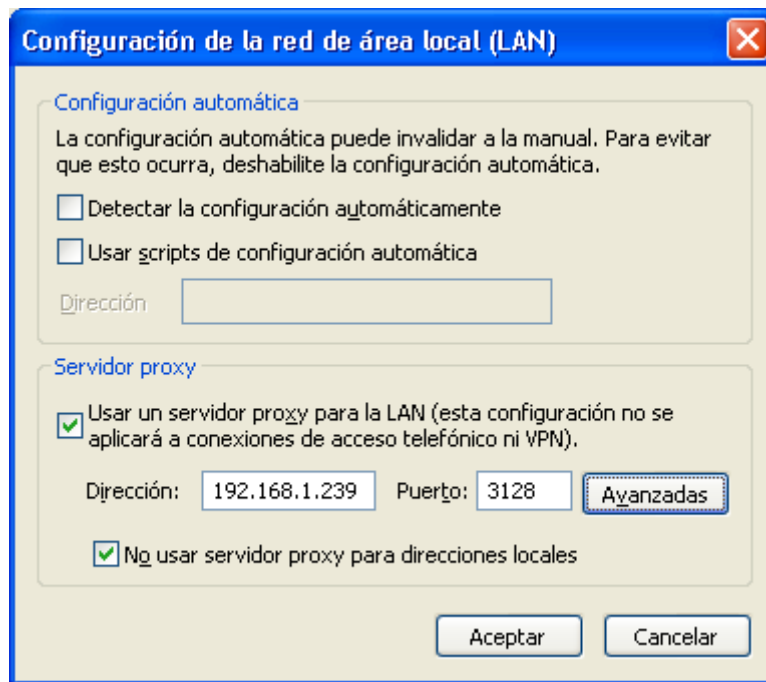 Configuración de la red de área local (LAN)
Configuración automática
La configuración automática puede invalidar a la manual. Para evitar
que esto ocurra, deshabilite la configuración automática.
Detectar la configuración automáticamente
Usar scripts de configuración automática
Dirección
Servidor proxy
Usar un servidor proxy para la LAN (esta configuración no se
aplicará a conexiones de acceso telefónico ni VPN).
Dirección: 192.168.1.239 Puerto: 3128 Avanzadas
No usar servidor proxy para direcciones locales
Aceptar Cancelar